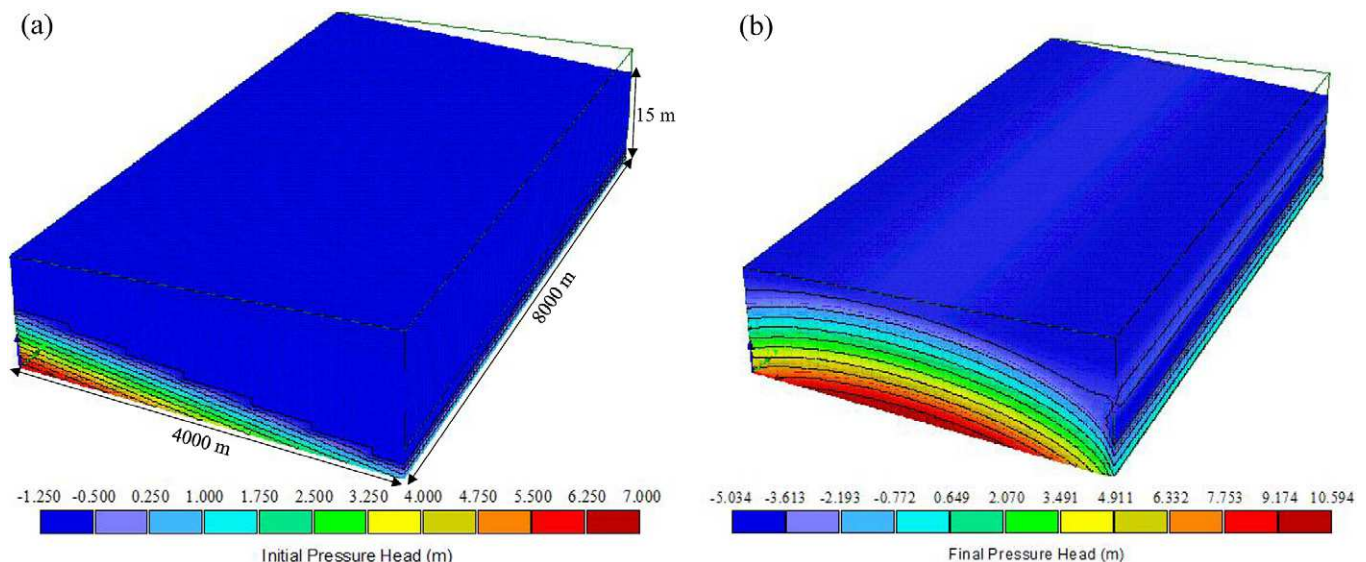 (a)
15 m
8000 m
4000 m
-1.250 -0.500 0.250 1.000 1.750 2.500 3.250 4.000 4.750 5.500 6.250 7.000
Initial Pressure Head (m)
(b)
-5.034 -3.613 -2.193 -0.772 0.649 2.070 3.491 4.911 6.332 7.753 9.174 10.594
Final Pressure Head (m)